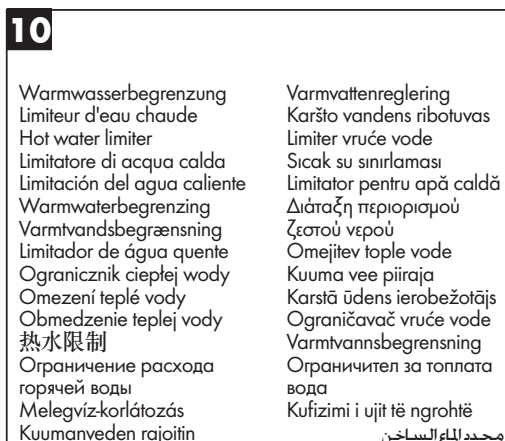 10
Warmwasserbegrenzung
Limiteur d'eau chaude
Hot water limiter
Limitatore di acqua calda
Limitación del agua caliente
Warmwaterbegrenzing
Varmtvandsbegrænsning
Limitador de água quente
Ogranicznik ciepłej wody
Omezení teplé vody
Obmedzenie teplej vody
热水限制
Ограничение расхода
горячей воды
Melegvíz-korlátozás
Kuumanveden rajoitin
Varmvattenreglering
Karšto vandens ribotuvas
Limiter vruće vode
Sıcak su sınırlaması
Limitator pentru apă caldă
Διάταξη περιορισμού
ζεστού νερού
Omejitev tople vode
Kuuma vee piiraja
Karstā ūdens ierobežotājs
Ograničavač vruće vode
Varmtvannsbegrensning
Ограничител за топлата
вода
Kufizimi i ujit të ngrohtë
محدد الماء الساخن